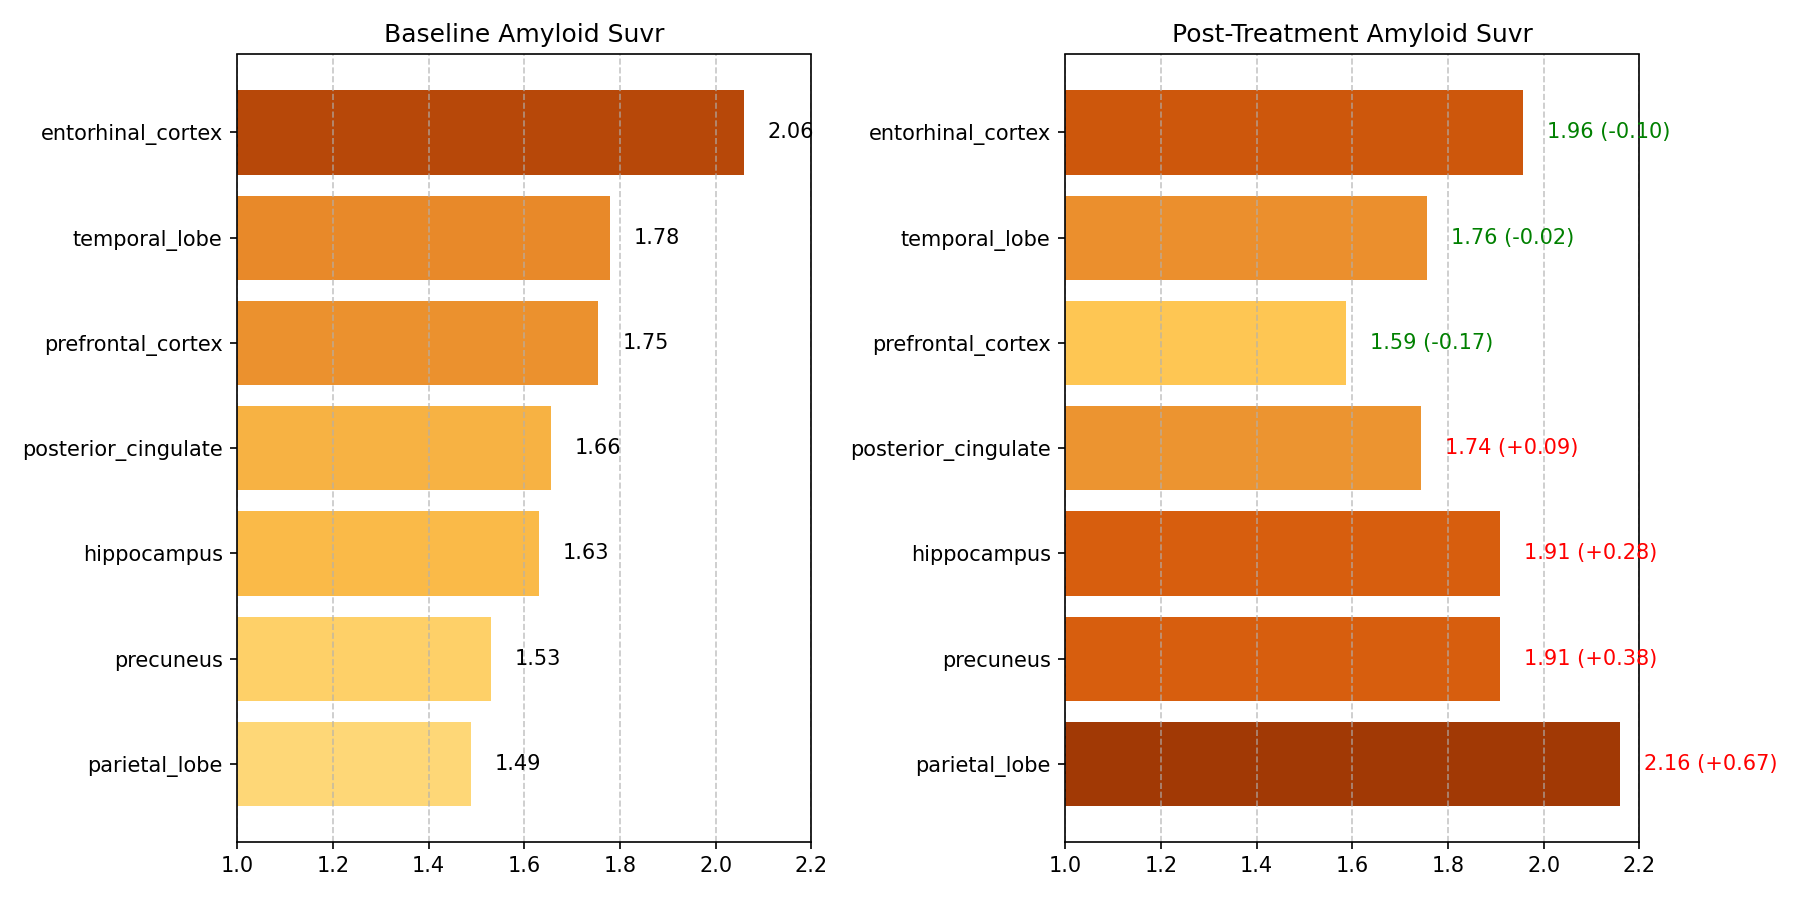 Baseline Amyloid Suvr
entorhinal_cortex 2.06
temporal_lobe 1.78
prefrontal_cortex 1.75
posterior_cingulate 1.66
hippocampus 1.63
precuneus 1.53
parietal_lobe 1.49
1.0 1.2 1.4 1.6 1.8 2.0 2.2
Post-Treatment Amyloid Suvr
entorhinal_cortex 1.96 (-0.10)
temporal_lobe 1.76 (-0.02)
prefrontal_cortex 1.59 (-0.17)
posterior_cingulate 1.74 (+0.09)
hippocampus 1.91 (+0.28)
precuneus 1.91 (+0.38)
parietal_lobe 2.16 (+0.67)
1.0 1.2 1.4 1.6 1.8 2.0 2.2